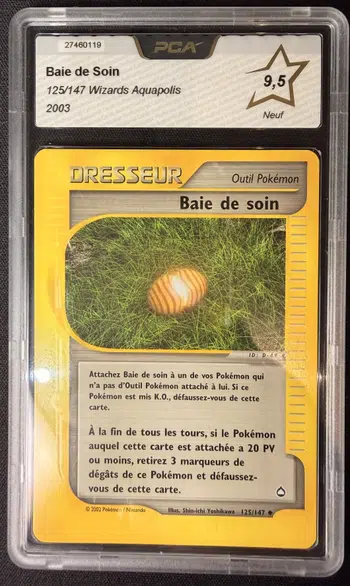 27460119
PCA
Baie de Soin
125/147 Wizards Aquapolis
2003
9,5
Neuf
DRESSEUR
Outil Pokémon
Baie de soin
ID: D-
Attachez Baie de soin à un de vos Pokémon qui
n'a pas d'Outil Pokémon attaché à lui. Si ce
Pokémon est mis K.O., défaussez-vous de cette
carte.
À la fin de tous les tours, si le Pokémon
auquel cette carte est attachée a 20 PV
ou moins, retirez 3 marqueurs de
dégâts de ce Pokémon et défaussez-
vous de cette carte.
© 2002 Pokémon / Nintendo
Illus. Shin-ichi Yoshikawa
125/147